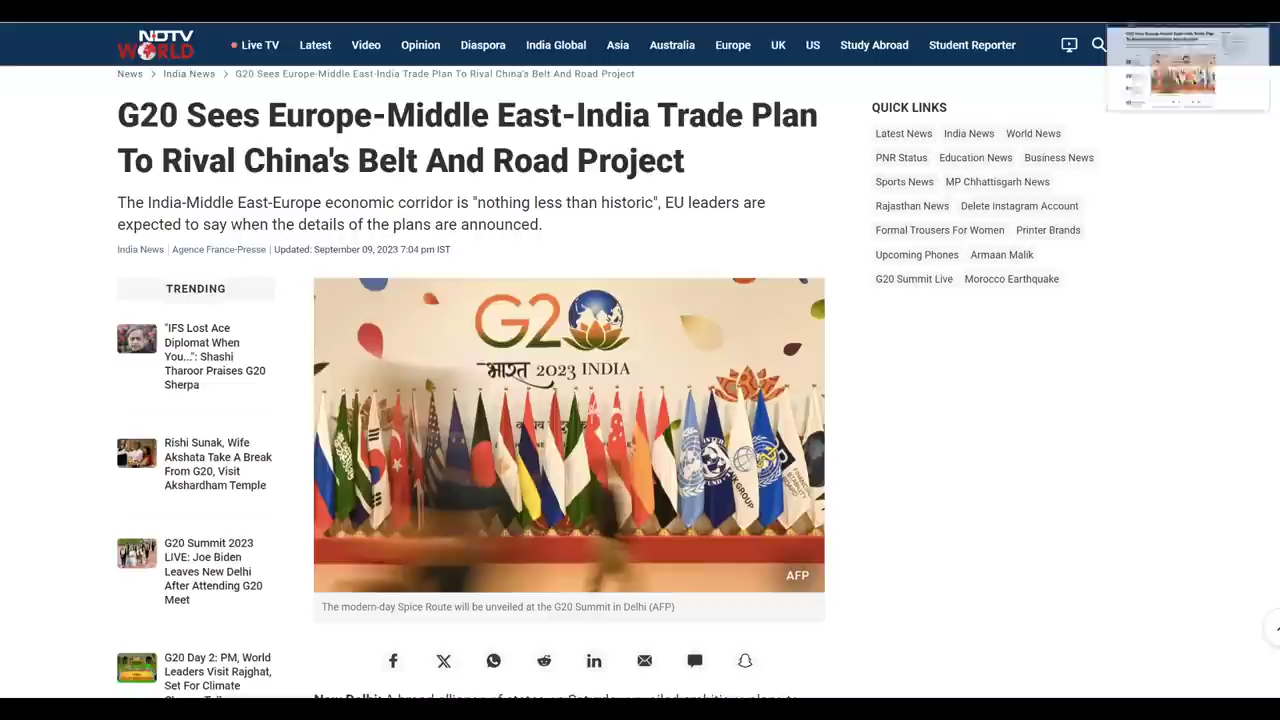 NDTV
WORLD
Live TV
Latest
Video
Opinion
Diaspora
India Global
Asia
Australia
Europe
UK
US
Study Abroad
Student Reporter
News > India News > G20 Sees Europe-Middle East-India Trade Plan To Rival China's Belt And Road Project
G20 Sees Europe-Middle East-India Trade Plan
To Rival China's Belt And Road Project
The India-Middle East-Europe economic corridor is "nothing less than historic", EU leaders are
expected to say when the details of the plans are announced.
India News | Agence France-Presse | Updated: September 09, 2023 7:04 pm IST
TRENDING
"IFS Lost Ace
Diplomat When
You...": Shashi
Tharoor Praises G20
Sherpa
Rishi Sunak, Wife
Akshata Take A Break
From G20, Visit
Akshardham Temple
G20 Summit 2023
LIVE: Joe Biden
Leaves New Delhi
After Attending G20
Meet
G20 Day 2: PM, World
Leaders Visit Rajghat,
Set For Climate
G20
भारत 2023 INDIA
AFP
The modern-day Spice Route will be unveiled at the G20 Summit in Delhi (AFP)
QUICK LINKS
Latest News
India News
World News
PNR Status
Education News
Business News
Sports News
MP Chhattisgarh News
Rajasthan News
Delete Instagram Account
Formal Trousers For Women
Printer Brands
Upcoming Phones
Armaan Malik
G20 Summit Live
Morocco Earthquake